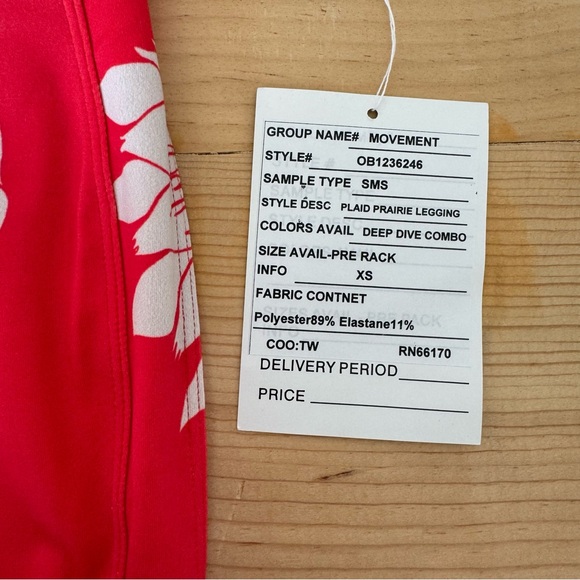 GROUP NAME# MOVEMENT
STYLE# OB1236246
SAMPLE TYPE SMS
STYLE DESC PLAID PRAIRIE LEGGING
COLORS AVAIL DEEP DIVE COMBO
SIZE AVAIL-PRE RACK
INFO XS
FABRIC CONTNET
Polyester89% Elastane11%
COO:TW RN66170
DELIVERY PERIOD
PRICE